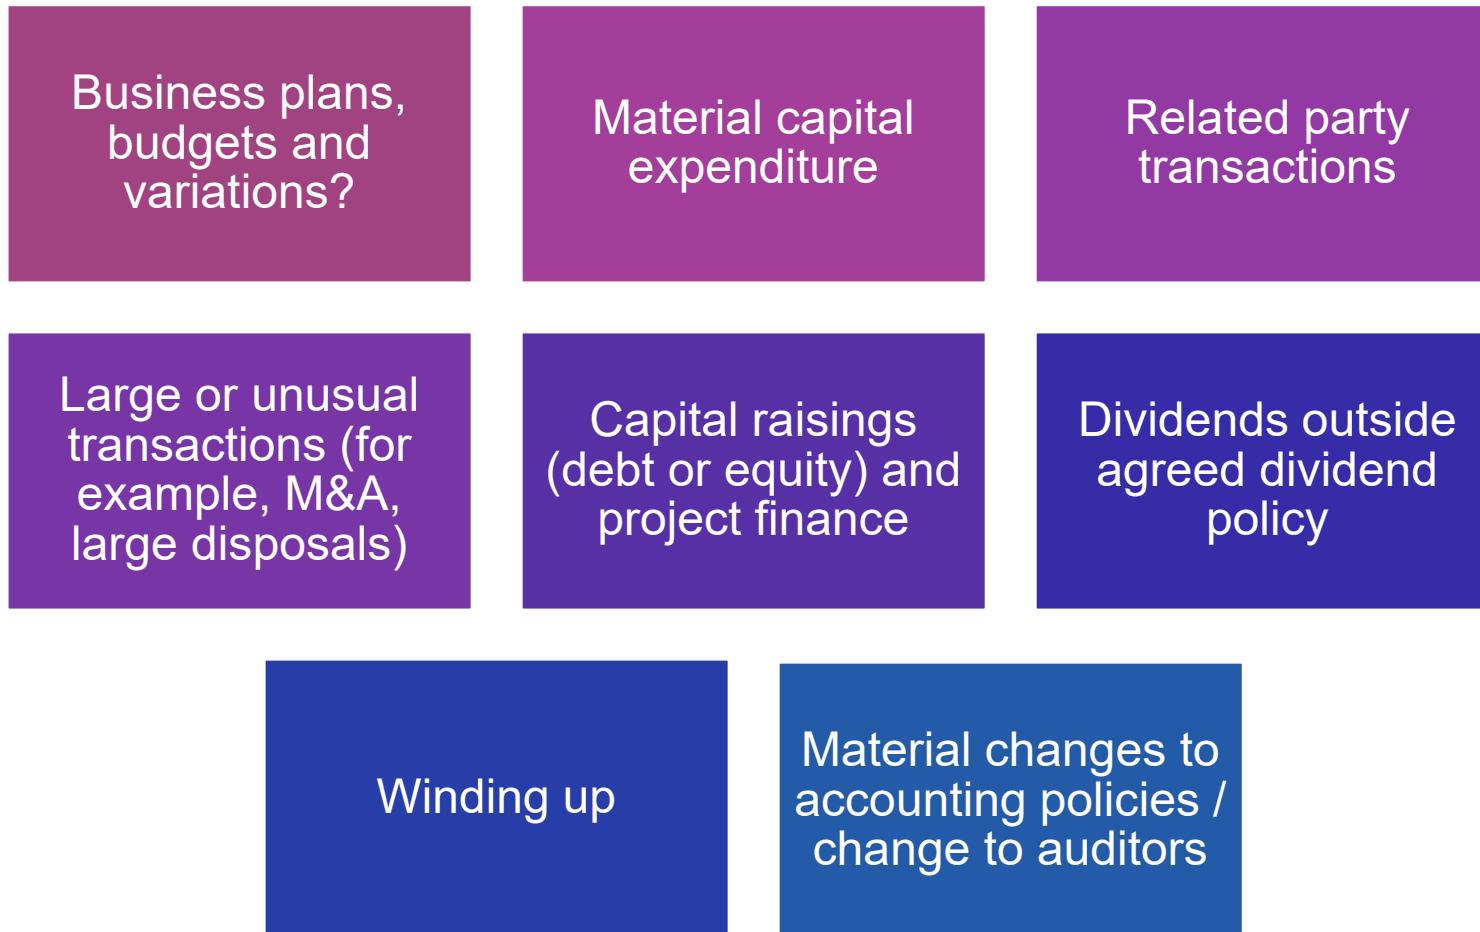 Business plans,
budgets and
variations?
Material capital
expenditure
Related party
transactions
Large or unusual
transactions (for
example, M&A,
large disposals)
Capital raisings
(debt or equity) and
project finance
Dividends outside
agreed dividend
policy
Winding up
Material changes to
accounting policies /
change to auditors